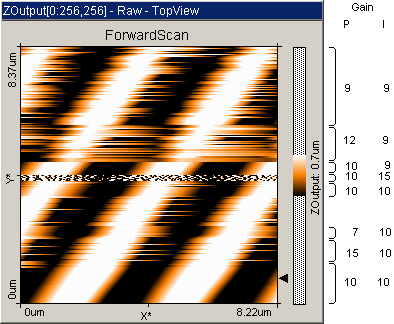 ZOutput[0:256,256] - Raw - TopView
Gain
P I
ForwardScan
8.37um
Y*
0um
0um
X*
8.22um
ZOutput: 0.7um
9 9
12 9
10 9
10 15
10 10
7 10
15 10
10 10